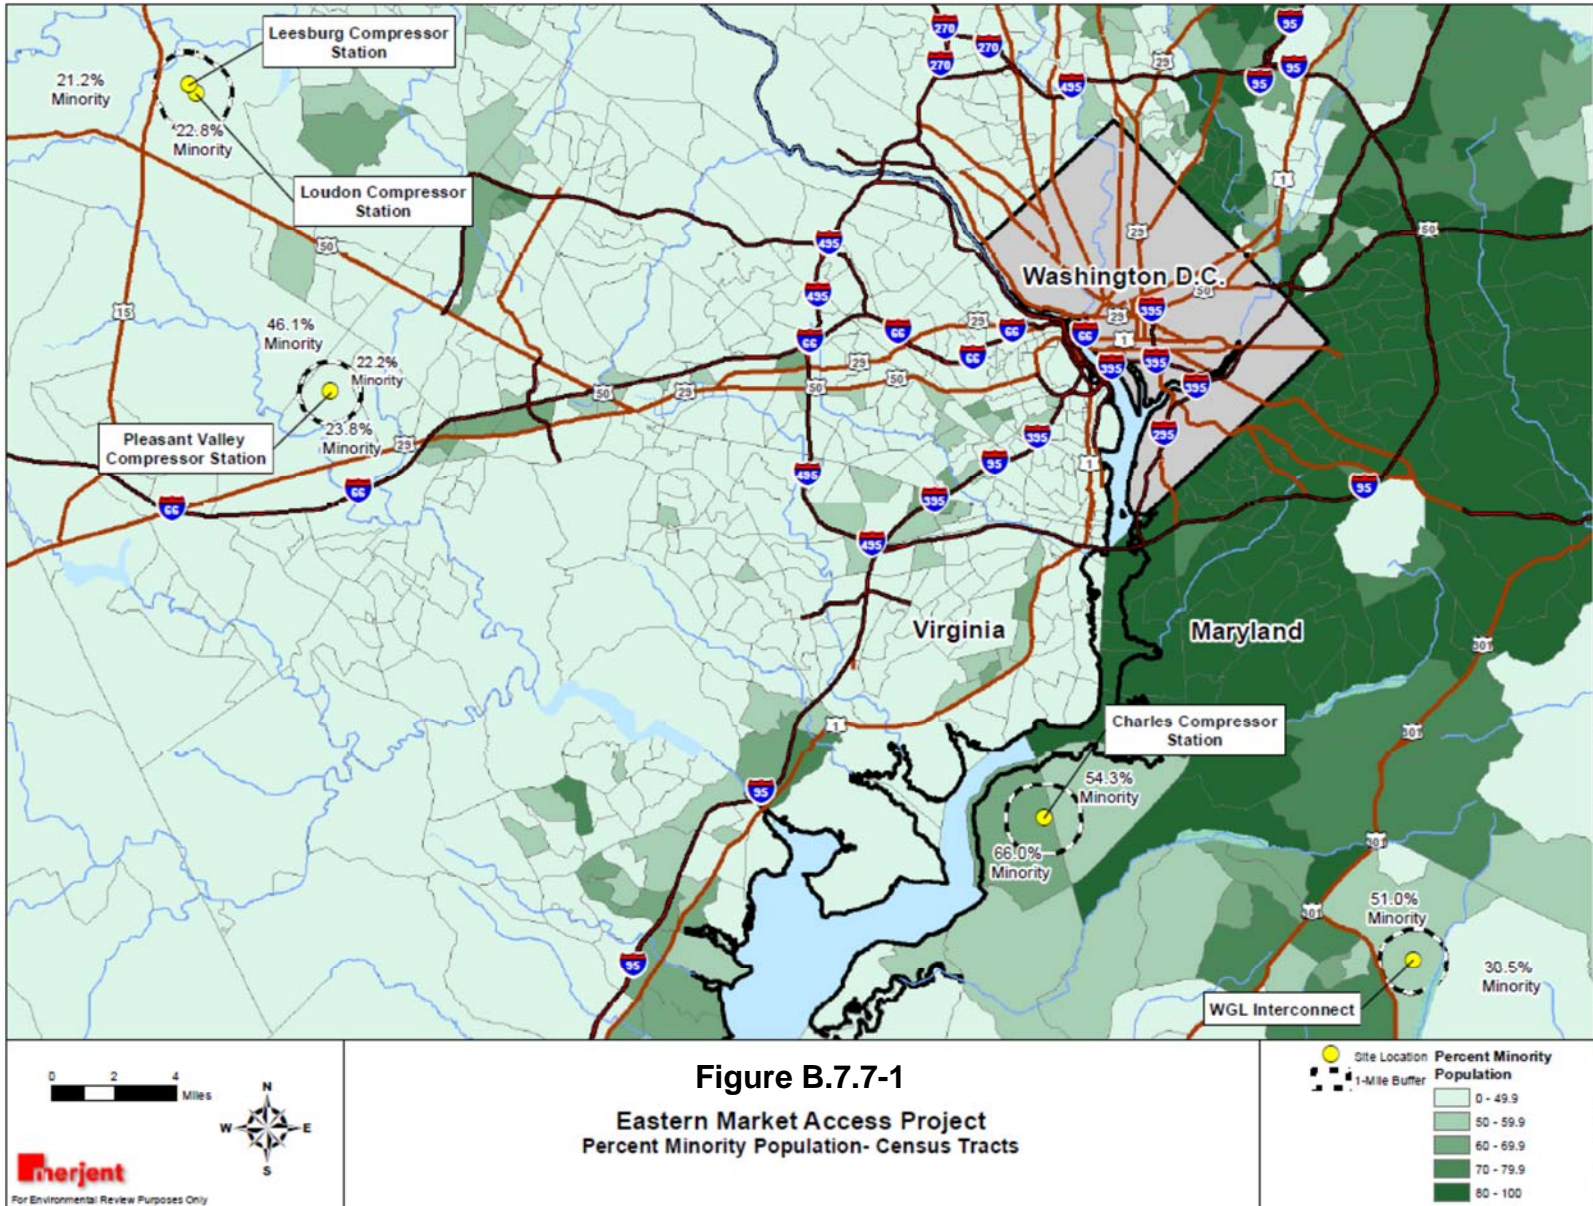 Leesburg Compressor
Station
21.2%
Minority
22.8%
Minority
Loudon Compressor
Station
270
270
270
29
95
95
95
495
1
50
15
50
495
495
29
Washington D.C.
50
395
29
1
66
66
66
66
66
29
29
50
50
50
29
395
395
395
46.1%
Minority
22.2%
Minority
23.8%
Minority
Pleasant Valley
Compressor Station
29
66
66
495
395
95
395
495
1
295
95
Virginia
Maryland
301
301
301
301
1
95
95
Charles Compressor
Station
54.3%
Minority
66.0%
Minority
51.0%
Minority
30.5%
Minority
WGL Interconnect
0 2 4
Miles
N
W E
S
merjent
For Environmental Review Purposes Only
Figure B.7.7-1
Eastern Market Access Project
Percent Minority Population- Census Tracts
Site Location
1-Mile Buffer
Percent Minority
Population
0 - 49.9
50 - 59.9
60 - 69.9
70 - 79.9
80 - 100